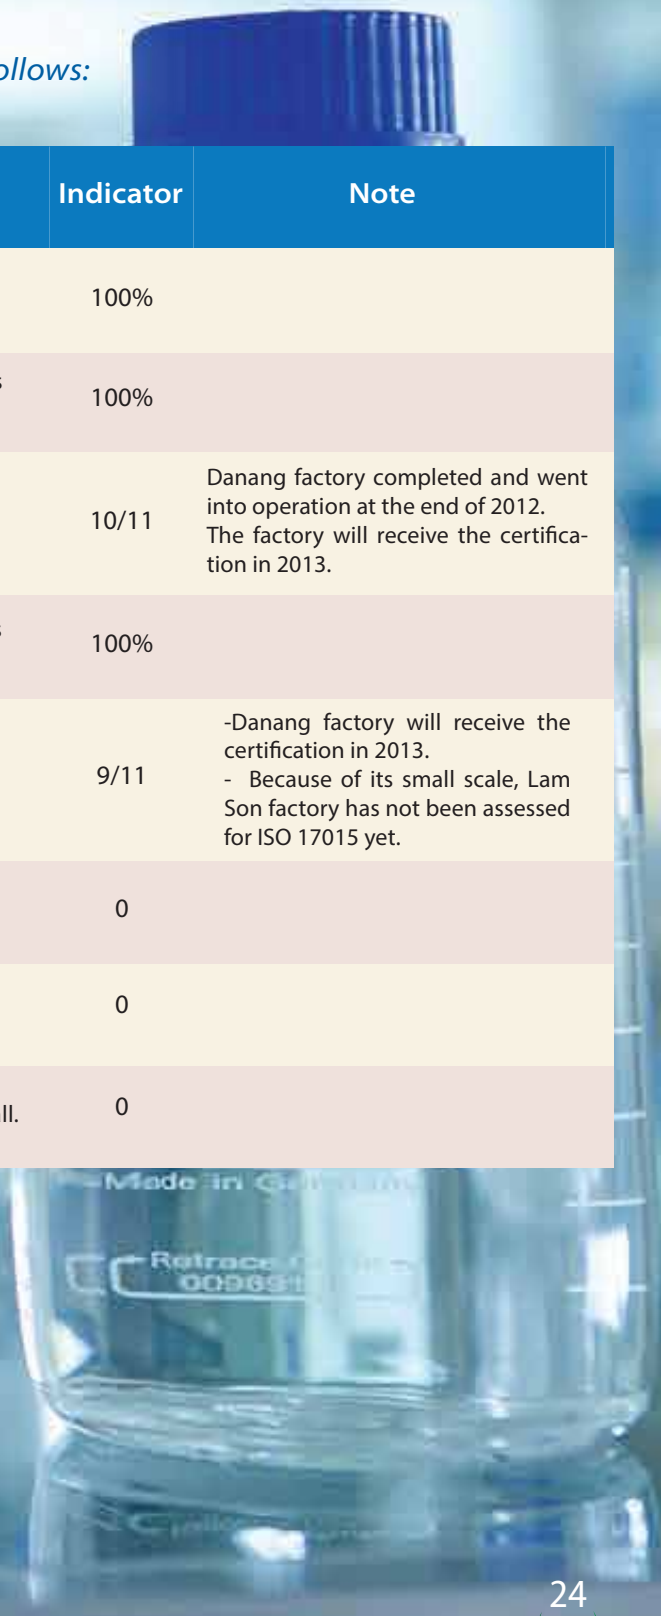 ollows:
Indicator Note
100%
s
100%
Danang factory completed and went
into operation at the end of 2012.
10/11
The factory will receive the certifica-
tion in 2013.
s
100%
-Danang factory will receive the
certification in 2013.
9/11
- Because of its small scale, Lam
Son factory has not been assessed
for ISO 17015 yet.
0
0
ll. 0
Made in
Retrace
24